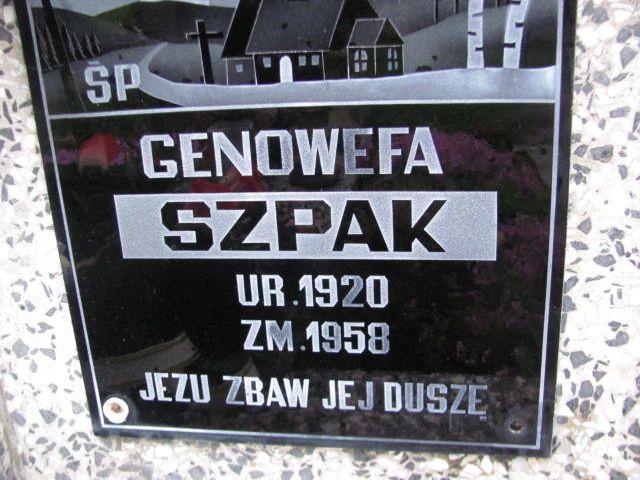 ŚP
GENOWEFA
SZPAK
UR.1920
ZM.1958
JEZU ZBAW JEJ DUSZĘ